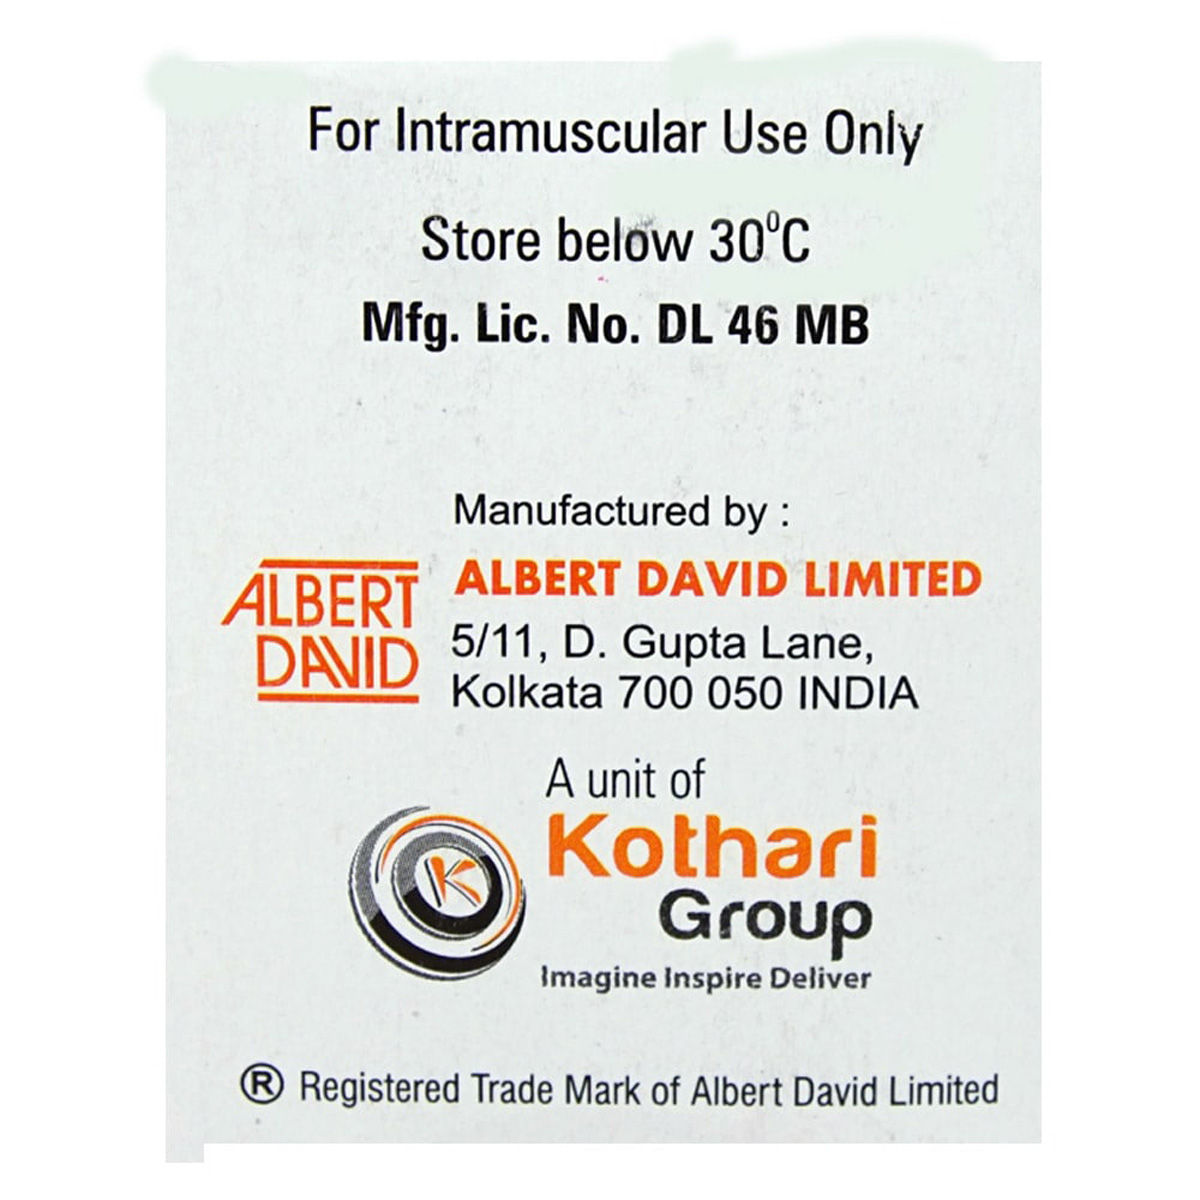 For Intramuscular Use Only
Store below 30⁰C
Mfg. Lic. No. DL 46 MB
Manufactured by :
ALBERT
DAVID
ALBERT DAVID LIMITED
5/11, D. Gupta Lane,
Kolkata 700 050 INDIA
A unit of
K
Kothari
Group
Imagine Inspire Deliver
® Registered Trade Mark of Albert David Limited